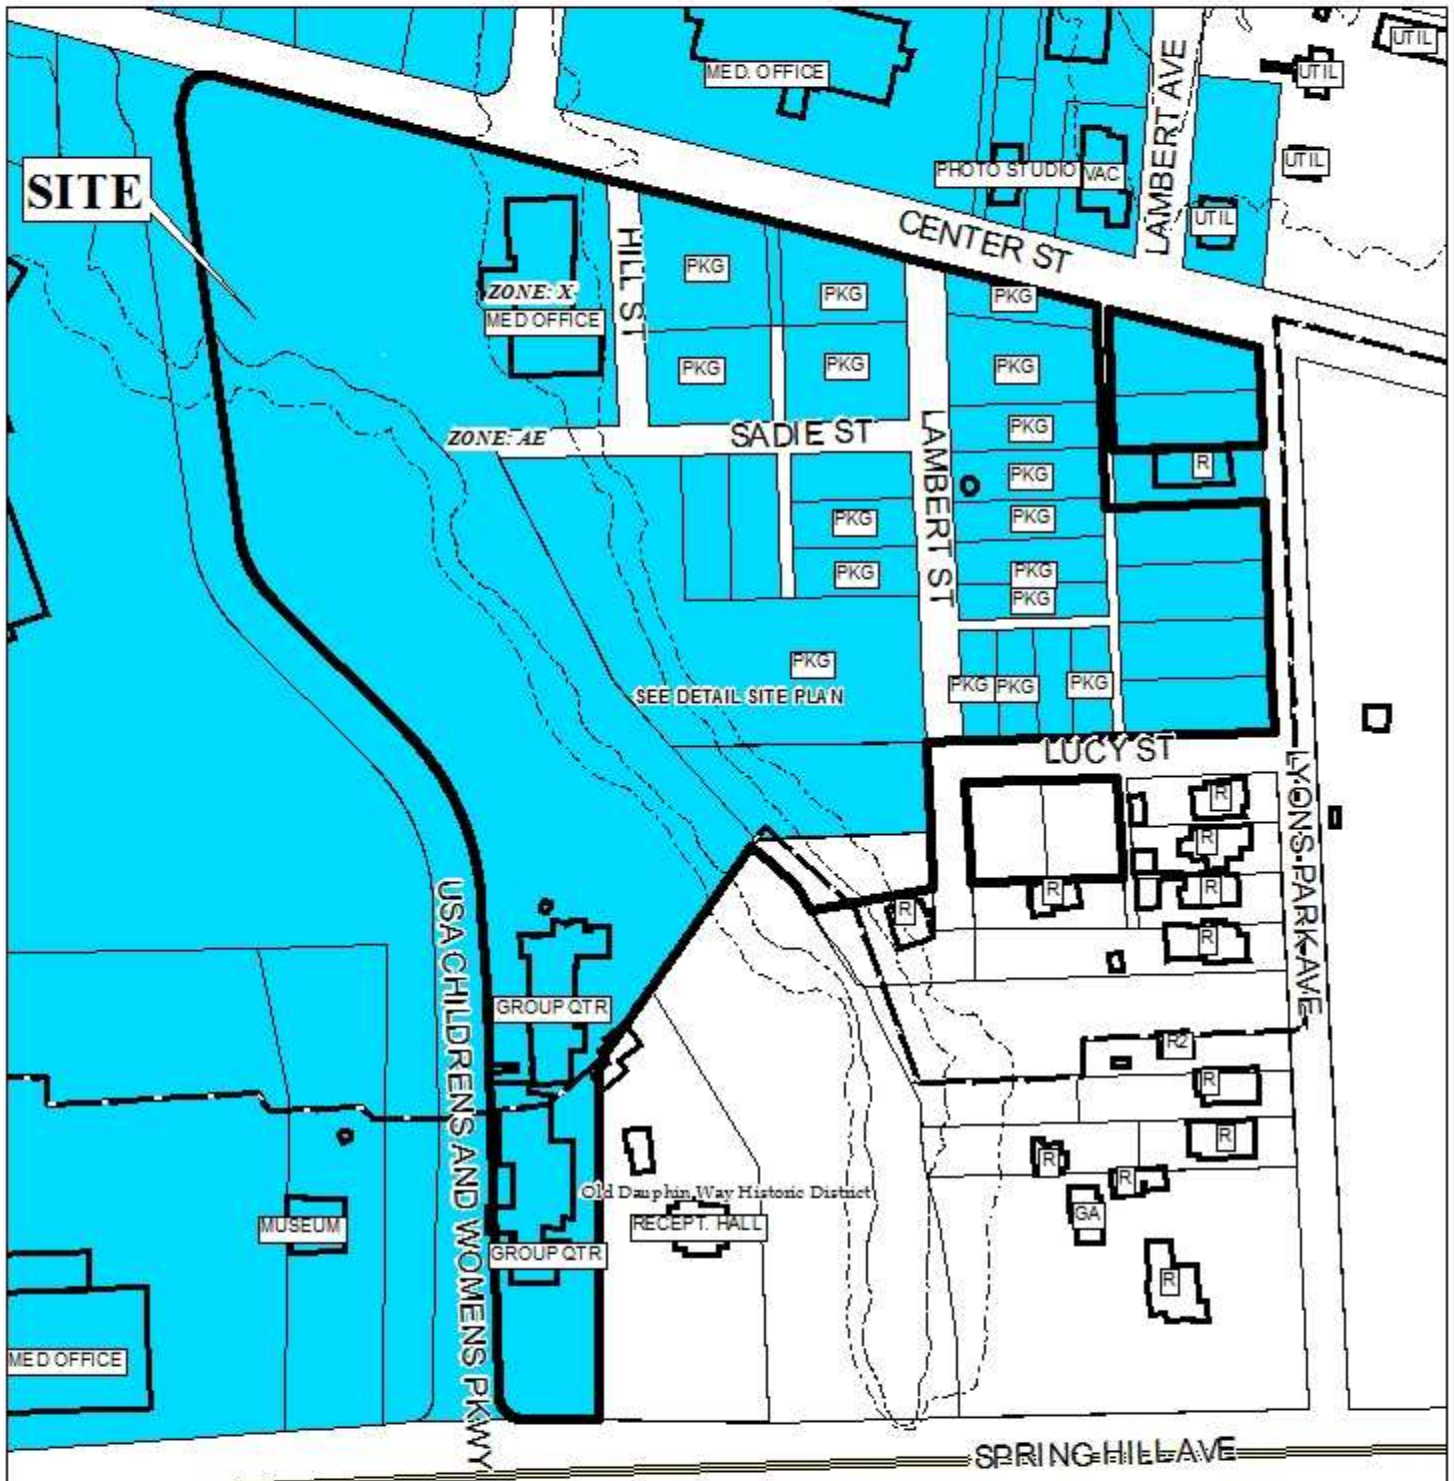 UTIL
MED. OFFICE
LAMBERT AVE
UTIL
UTIL
SITE
PHOTO STUDIO
VAC
UTIL
CENTER ST
HILL ST
PKG
PKG
PKG
ZONE: X
MED OFFICE
PKG
PKG
PKG
ZONE: AE
SADIE ST
LAMBERT ST
PKG
R
PKG
PKG
PKG
PKG
PKG
PKG
PKG
SEE DETAIL SITE PLAN
PKG
PKG
PKG
LUCY ST
LYONS PARK AVE
R
R
R
R
R
R
USA CHILDRENS AND WOMENS PKWY
GROUP QTR
R2
R
R
R
R
Old Dauphin Way Historic District
MUSEUM
RECEPT. HALL
GA
GROUP QTR
R
MED OFFICE
SPRING HILL AVE